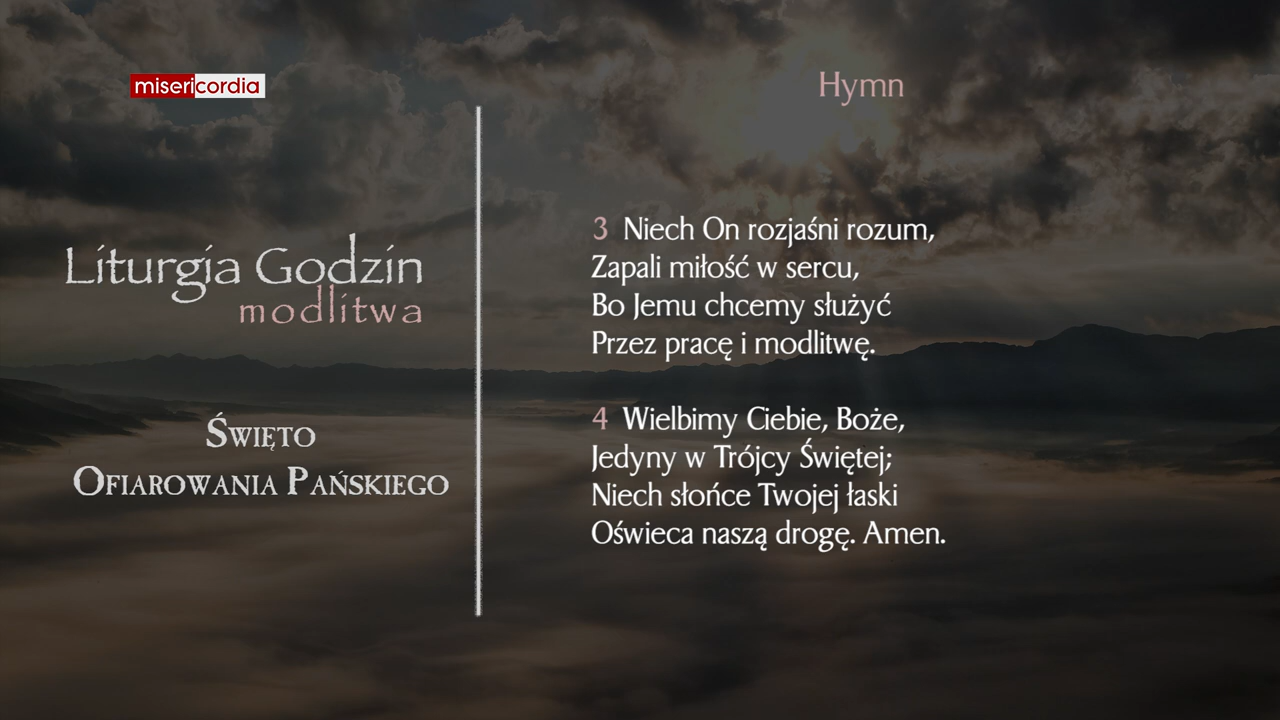 misericordia
Liturgia Godzin
modlitwa
Święto
Ofiarowania Pańskiego
Hymn
3 Niech On rozjaśni rozum,
Zapali miłość w sercu,
Bo Jemu chcemy służyć
Przez pracę i modlitwę.
4 Wielbimy Ciebie, Boże,
Jedyny w Trójcy Świętej;
Niech słońce Twojej łaski
Oświeca naszą drogę. Amen.